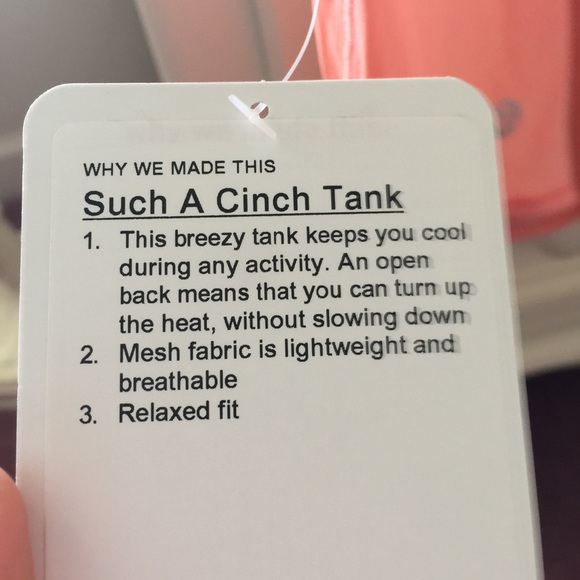 WHY WE MADE THIS
Such A Cinch Tank
1. This breezy tank keeps you cool
during any activity. An open
back means that you can turn up
the heat, without slowing down
2. Mesh fabric is lightweight and
breathable
3. Relaxed fit